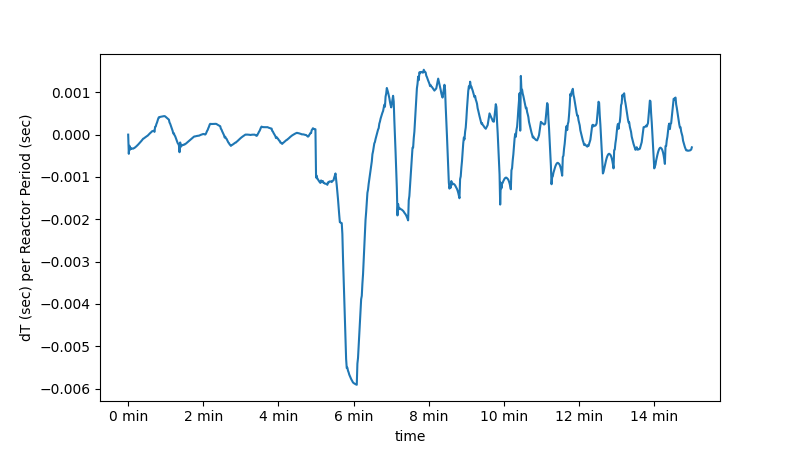 dT (sec) per Reactor Period (sec)
0.001
0.000
−0.001
−0.002
−0.003
−0.004
−0.005
−0.006
0 min 2 min 4 min 6 min 8 min 10 min 12 min 14 min
time